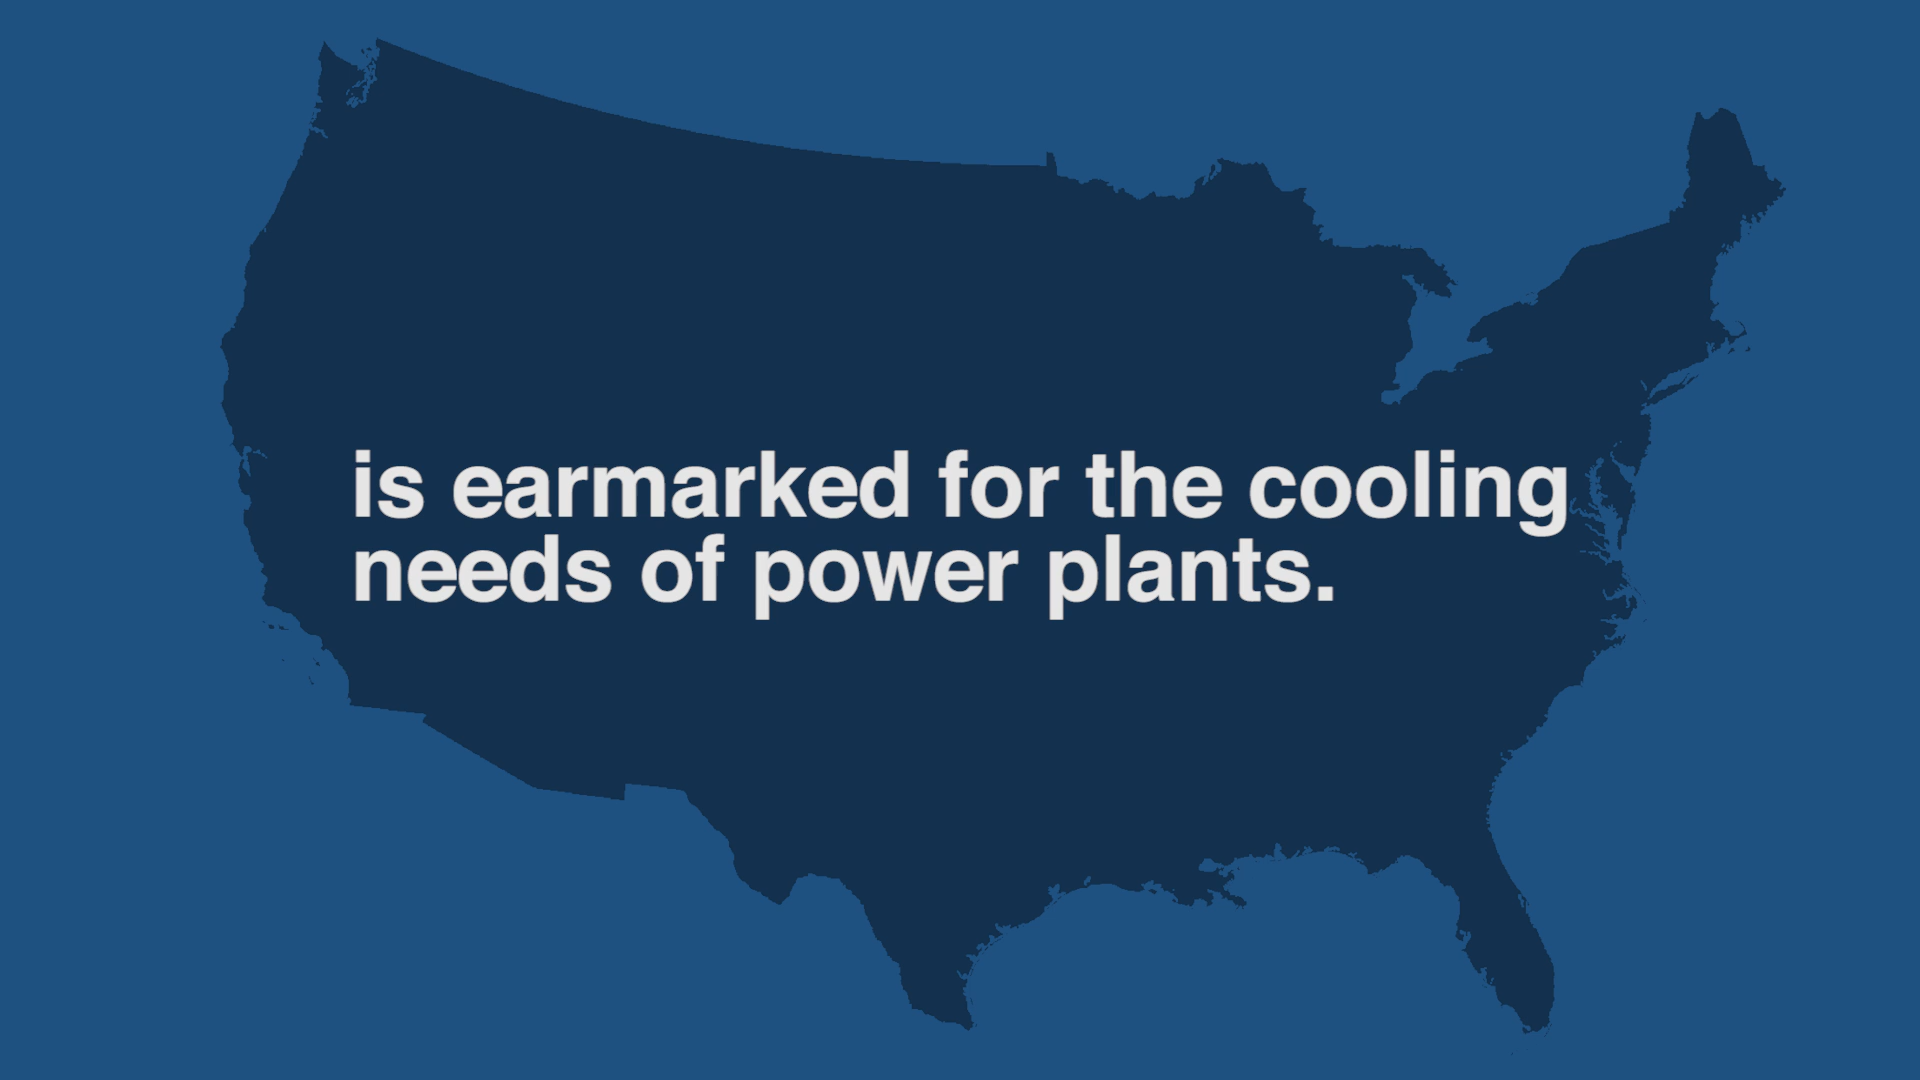 is earmarked for the cooling
needs of power plants.